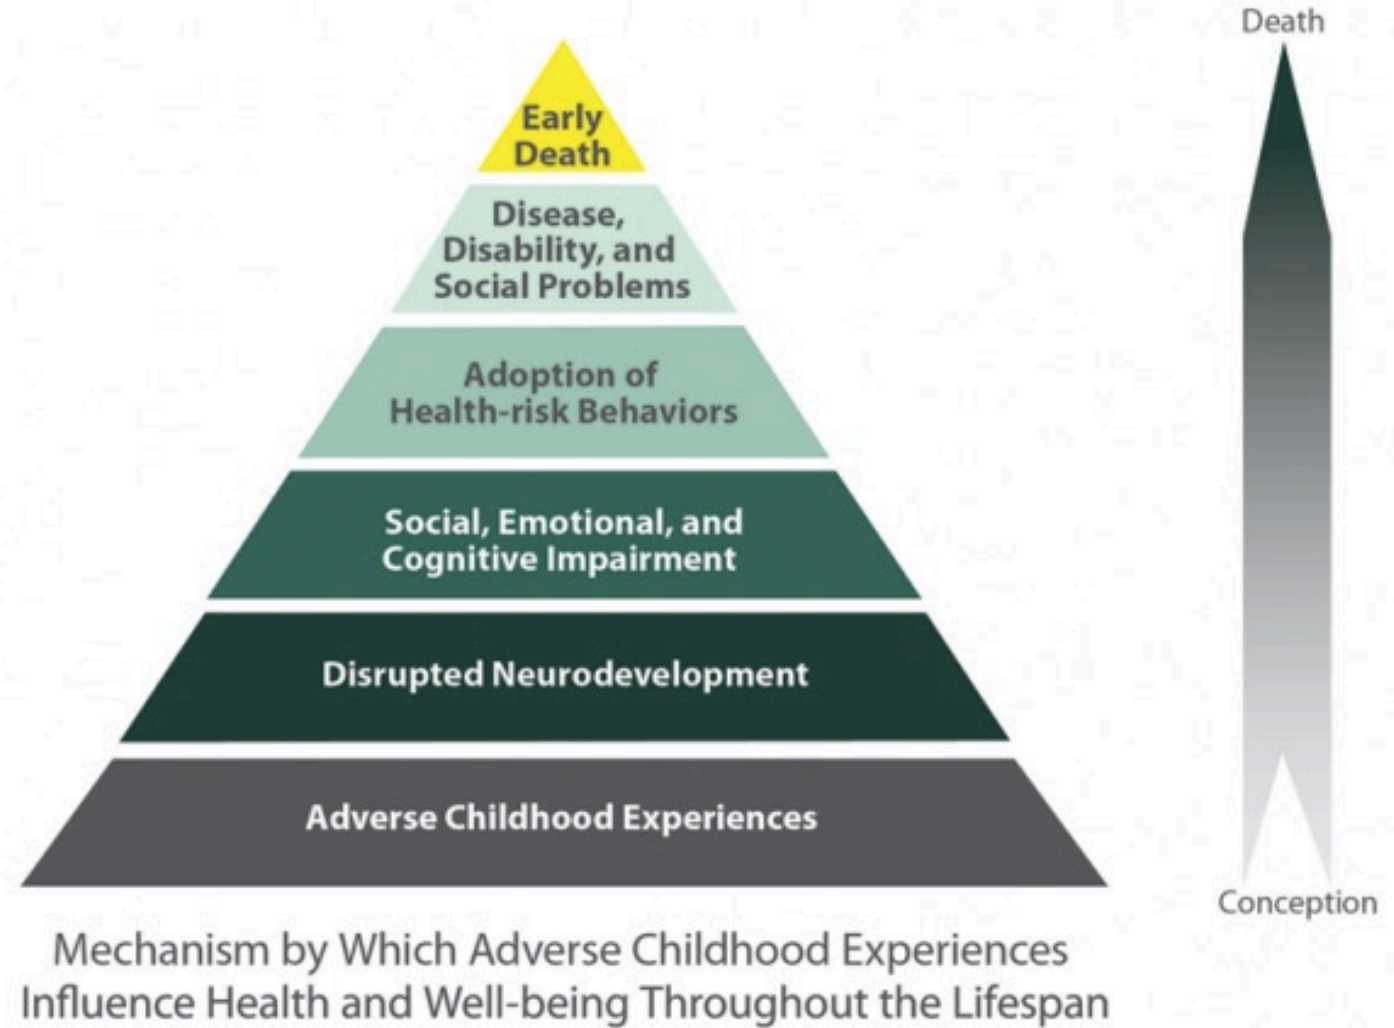 Death
Early
Death
Disease,
Disability, and
Social Problems
Adoption of
Health-risk Behaviors
Social, Emotional, and
Cognitive Impairment
Disrupted Neurodevelopment
Adverse Childhood Experiences
Conception
Mechanism by Which Adverse Childhood Experiences
Influence Health and Well-being Throughout the Lifespan